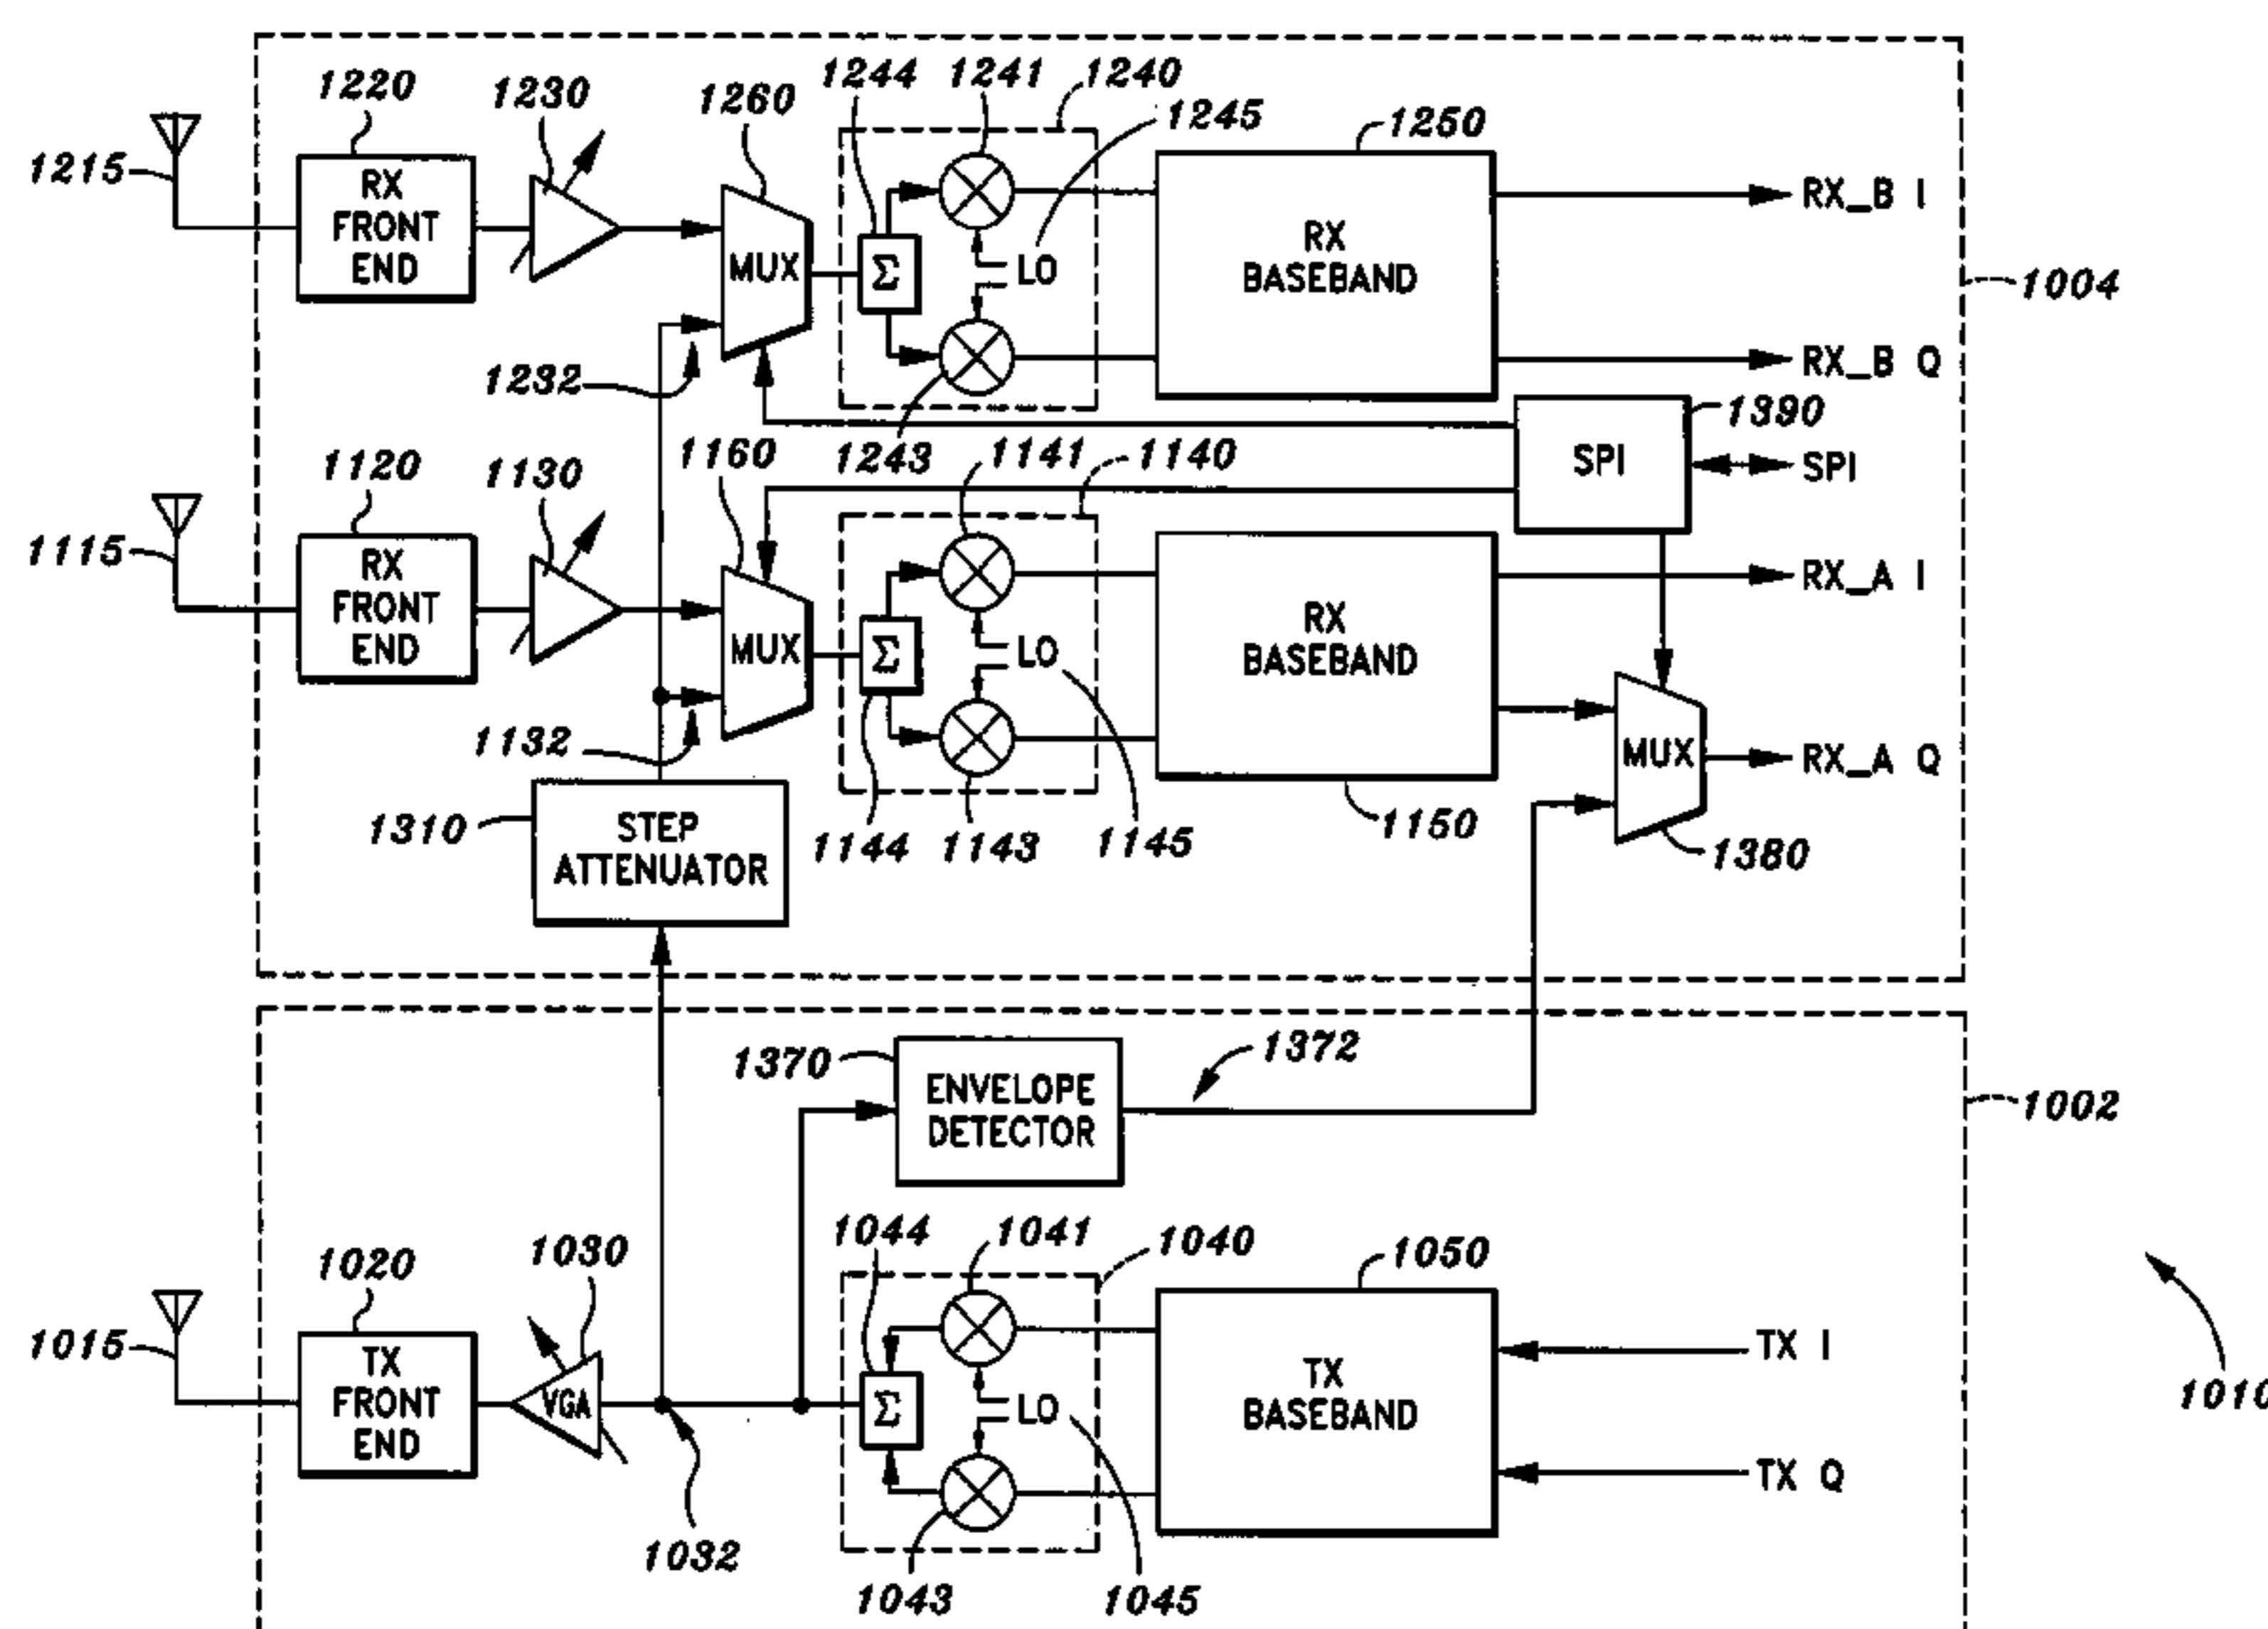 1220
1230
1260
1244
1241
1240
1245
1250
1215
RX
FRONT
END
MUX
Σ
LO
RX
BASEBAND
RX_B I
1004
1232
RX_B Q
1243
1390
SPI
SPI
1120
1130
1160
1141
1140
1115
RX
FRONT
END
MUX
Σ
LO
RX
BASEBAND
RX_A I
1132
MUX
RX_A Q
1310
STEP
ATTENUATOR
1144
1143
1145
1150
1380
1370
ENVELOPE
DETECTOR
1372
1002
1020
1030
1044
1041
1040
1050
1015
TX
FRONT
END
VGA
Σ
LO
TX
BASEBAND
TX I
TX Q
1010
1032
1043
1045